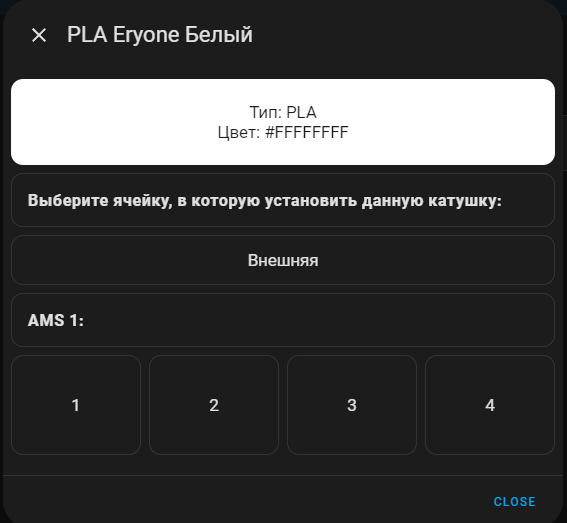 PLA Eryone Белый
Тип: PLA
Цвет: #FFFFFFFF
Выберите ячейку, в которую установить данную катушку:
Внешняя
AMS 1:
1
2
3
4
CLOSE